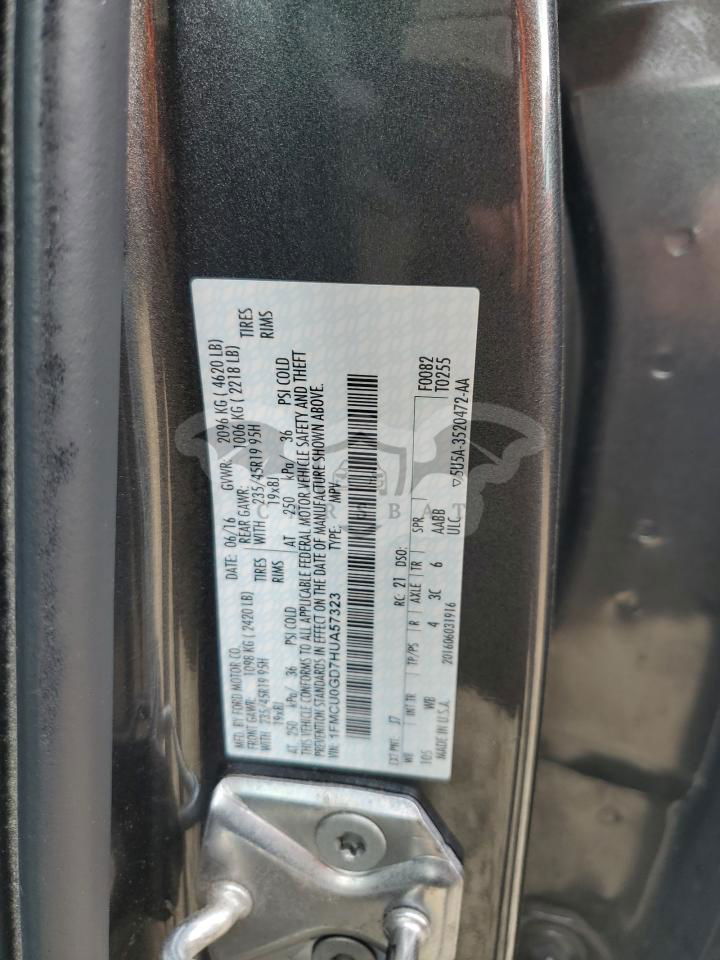 MFD. BY FORD MOTOR CO. DATE: 06/16 GVWR: 2096 KG ( 4620 LB)
FRONT GAWR: 1098 KG ( 2420 LB) REAR GAWR: 1006 KG ( 2218 LB)
WITH 235/45R19 95H TIRES WITH 235/45R19 95H TIRES
19x8J RIMS 19x8J RIMS
AT 250 kPa/ 36 PSI COLD AT 250 kPa/ 36 PSI COLD
THIS VEHICLE CONFORMS TO ALL APPLICABLE FEDERAL MOTOR VEHICLE SAFETY AND THEFT
PREVENTION STANDARDS IN EFFECT ON THE DATE OF MANUFACTURE SHOWN ABOVE.
VIN: 1FMCU0GD7HUA57323 TYPE: MPV
EXT PNT: J7 RC: 21 DSO: F0082
WB INT TR TP/PS R AXLE TR SPR T0255
105 WB 4 3C 6 AABB
ULC
MADE IN U.S.A. 201606031916 5U5A-3520472-AA
CARSBAT